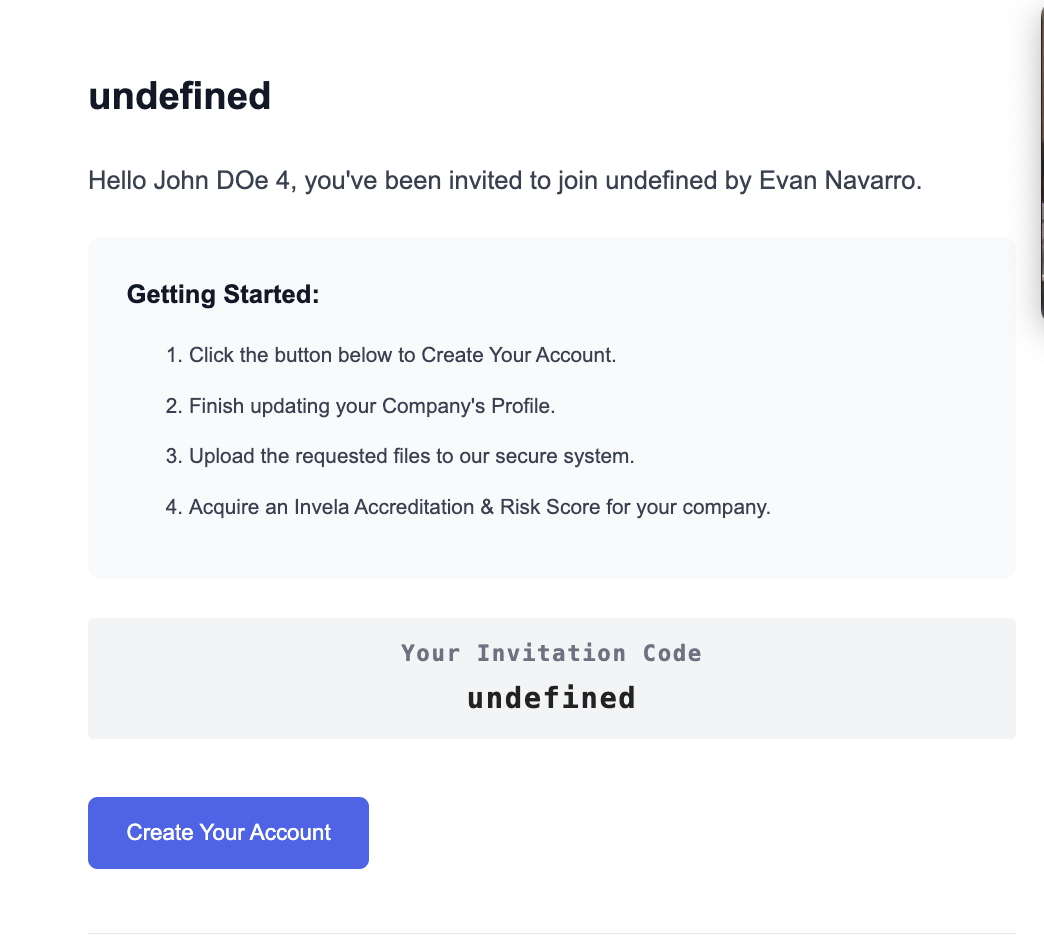 undefined
Hello John DOe 4, you've been invited to join undefined by Evan Navarro.
Getting Started:
1. Click the button below to Create Your Account.
2. Finish updating your Company's Profile.
3. Upload the requested files to our secure system.
4. Acquire an Invela Accreditation & Risk Score for your company.
Your Invitation Code
undefined
Create Your Account